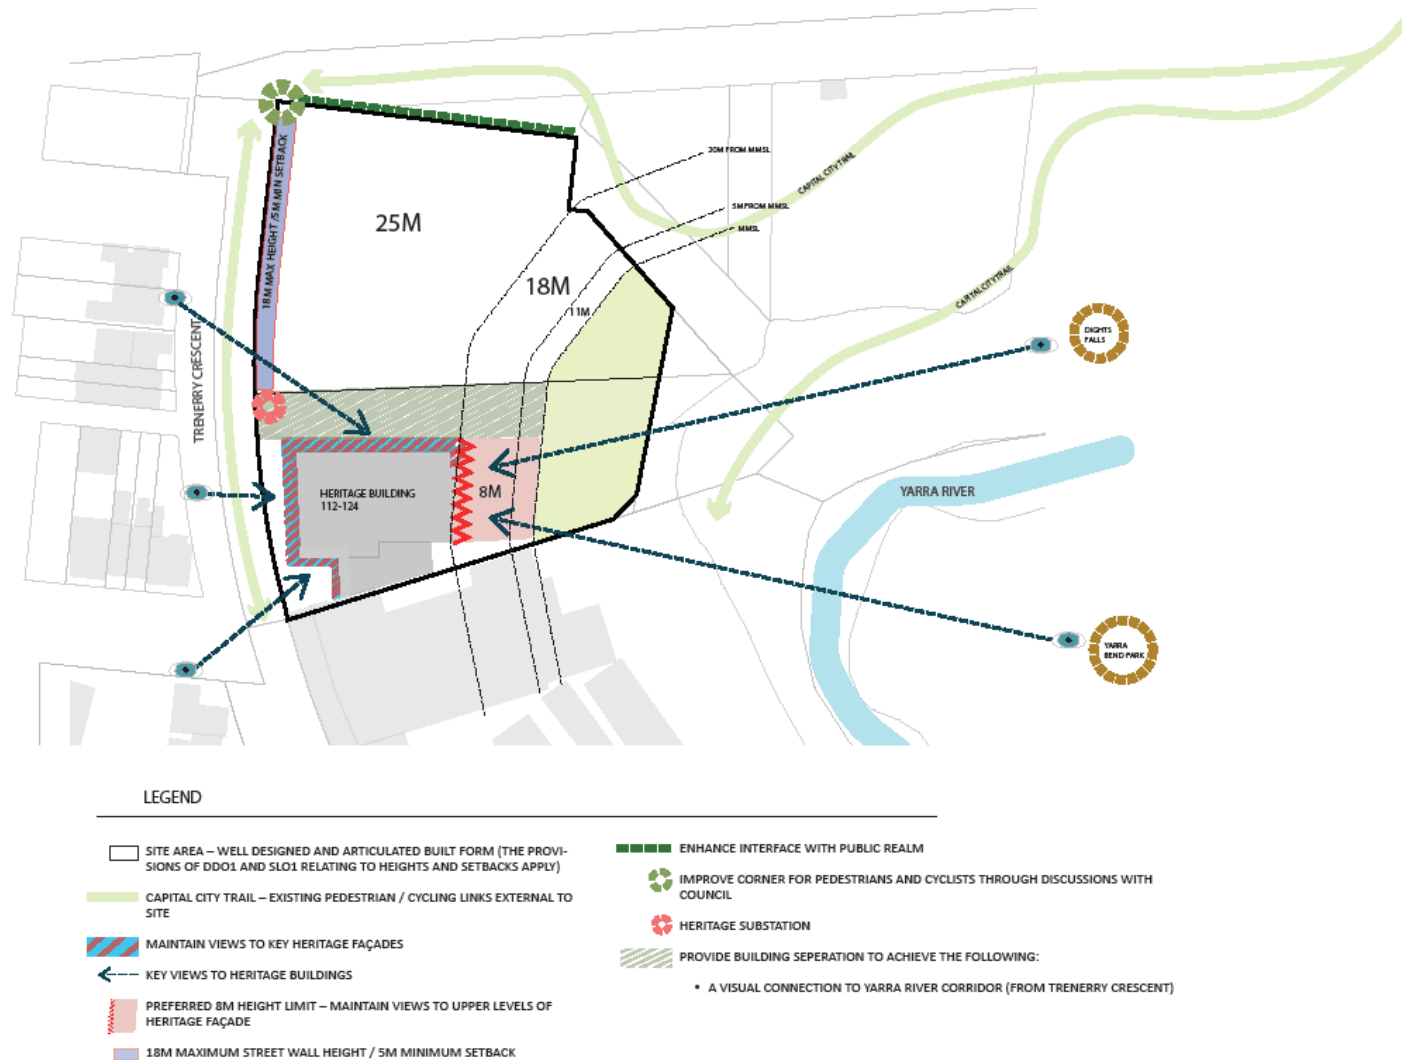 20M FROM MMSL
CAPITAL CITY TRAIL
5M FROM MMSL
MMSL
25M
18M MAX HEIGHT /5M MIN SETBACK
18M
11M
CAPITAL CITY TRAIL
DIGHTS
FALLS
TRENERRY CRESCENT
HERITAGE BUILDING
112-124
8M
YARRA RIVER
YARRA
BEND PARK
LEGEND
SITE AREA – WELL DESIGNED AND ARTICULATED BUILT FORM (THE PROVI-
SIONS OF DDO1 AND SLO1 RELATING TO HEIGHTS AND SETBACKS APPLY)
CAPITAL CITY TRAIL – EXISTING PEDESTRIAN / CYCLING LINKS EXTERNAL TO
SITE
MAINTAIN VIEWS TO KEY HERITAGE FAÇADES
KEY VIEWS TO HERITAGE BUILDINGS
PREFERRED 8M HEIGHT LIMIT – MAINTAIN VIEWS TO UPPER LEVELS OF
HERITAGE FAÇADE
18M MAXIMUM STREET WALL HEIGHT / 5M MINIMUM SETBACK
ENHANCE INTERFACE WITH PUBLIC REALM
IMPROVE CORNER FOR PEDESTRIANS AND CYCLISTS THROUGH DISCUSSIONS WITH
COUNCIL
HERITAGE SUBSTATION
PROVIDE BUILDING SEPERATION TO ACHIEVE THE FOLLOWING:
• A VISUAL CONNECTION TO YARRA RIVER CORRIDOR (FROM TRENERRY CRESCENT)